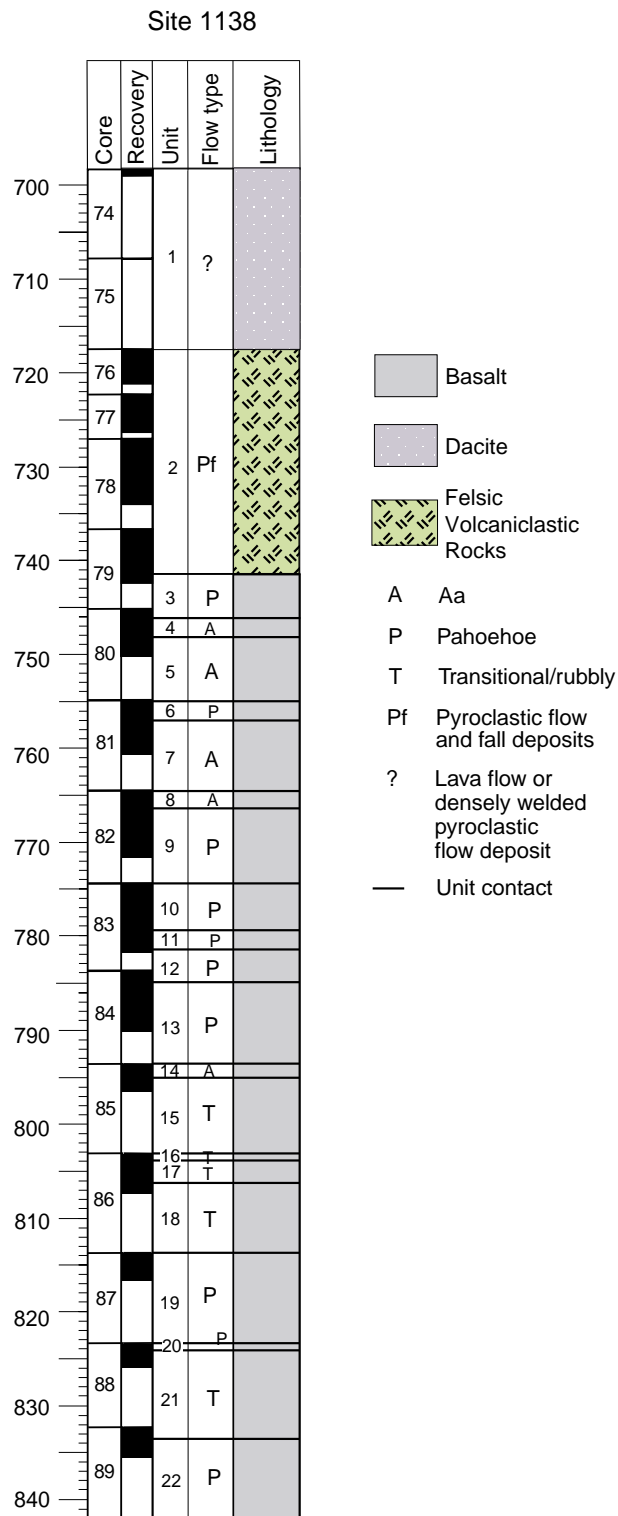 Site 1138
Core
Recovery
Unit
Flow type
Lithology
700
710
720
730
740
750
760
770
780
790
800
810
820
830
840
74
75
76
77
78
79
80
81
82
83
84
85
86
87
88
89
1 ?
2 Pf
3 P
4 A
5 A
6 P
7 A
8 A
9 P
10 P
11 P
12 P
13 P
14 A
15 T
16 T
17 T
18 T
19 P
20 P
21 T
22 P
Basalt
Dacite
Felsic
Volcaniclastic
Rocks
A Aa
P Pahoehoe
T Transitional/rubbly
Pf Pyroclastic flow
and fall deposits
? Lava flow or
densely welded
pyroclastic
flow deposit
Unit contact